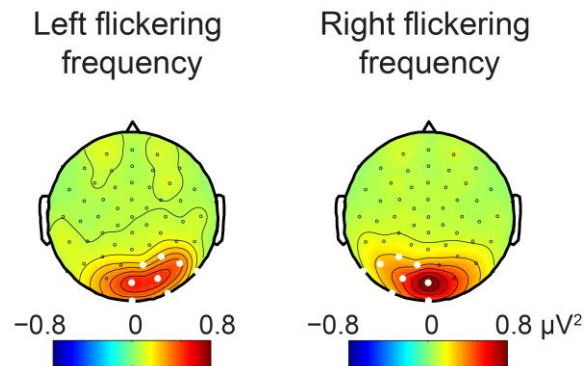 Left flickering
frequency
Right flickering
frequency
−0.8 0 0.8
−0.8 0 0.8 μV²